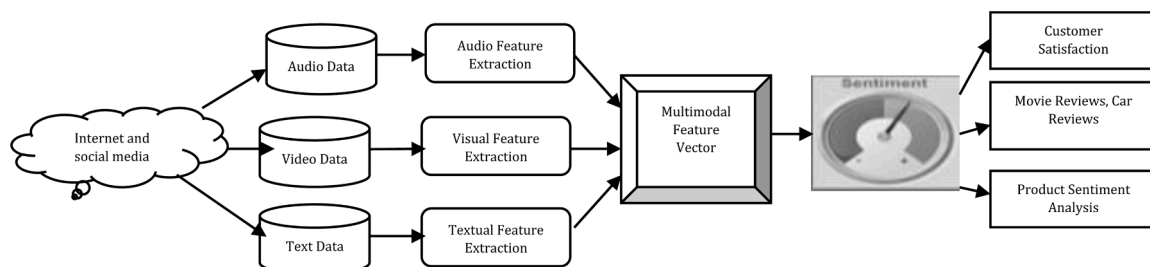 Internet and
social media
Audio Data
Video Data
Text Data
Audio Feature
Extraction
Visual Feature
Extraction
Textual Feature
Extraction
Multimodal
Feature
Vector
Sentiment
-
+
Customer
Satisfaction
Movie Reviews, Car
Reviews
Product Sentiment
Analysis